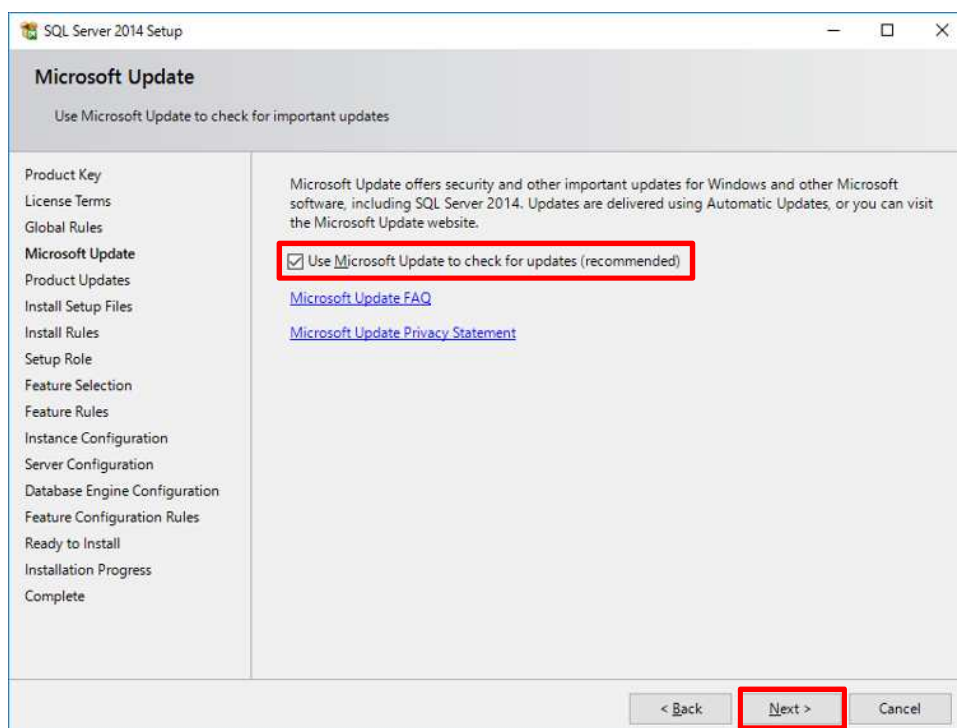 SQL Server 2014 Setup
Microsoft Update
Use Microsoft Update to check for important updates
Product Key
License Terms
Global Rules
Microsoft Update
Product Updates
Install Setup Files
Install Rules
Setup Role
Feature Selection
Feature Rules
Instance Configuration
Server Configuration
Database Engine Configuration
Feature Configuration Rules
Ready to Install
Installation Progress
Complete
Microsoft Update offers security and other important updates for Windows and other Microsoft
software, including SQL Server 2014. Updates are delivered using Automatic Updates, or you can visit
the Microsoft Update website.
Use Microsoft Update to check for updates (recommended)
Microsoft Update FAQ
Microsoft Update Privacy Statement
< Back
Next >
Cancel